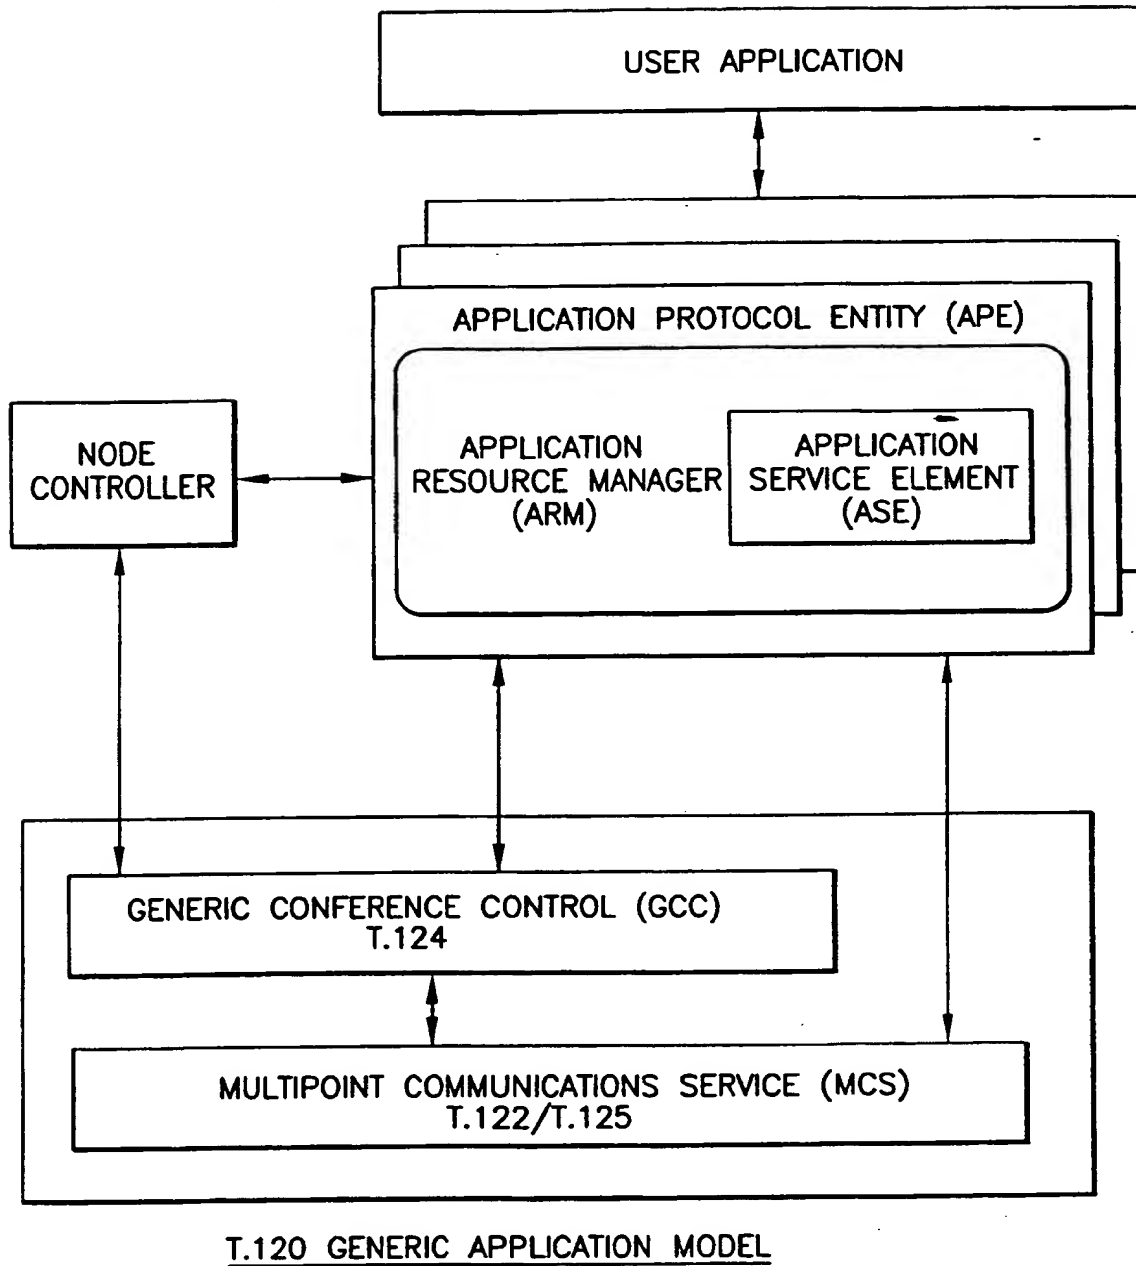 USER APPLICATION
APPLICATION PROTOCOL ENTITY (APE)
NODE
CONTROLLER
APPLICATION
RESOURCE MANAGER
(ARM)
APPLICATION
SERVICE ELEMENT
(ASE)
GENERIC CONFERENCE CONTROL (GCC)
T.124
MULTIPOINT COMMUNICATIONS SERVICE (MCS)
T.122/T.125
T.120 GENERIC APPLICATION MODEL